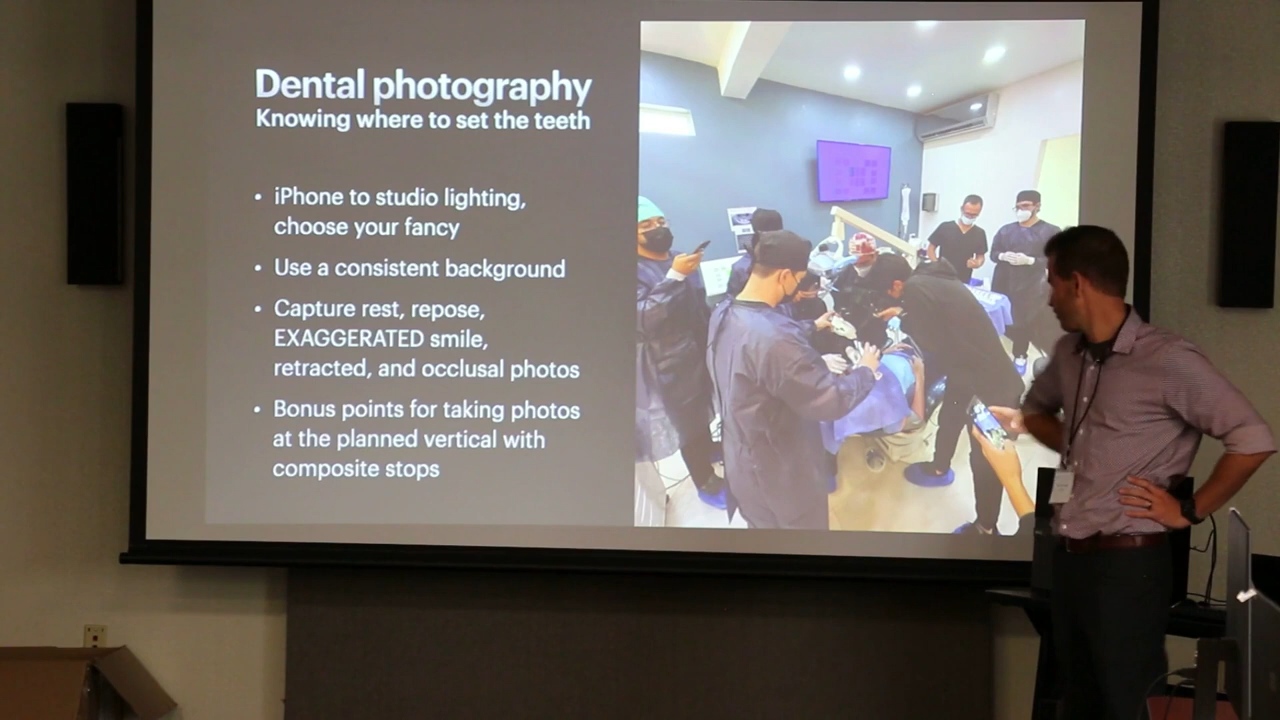 Dental photography
Knowing where to set the teeth
• iPhone to studio lighting,
choose your fancy
• Use a consistent background
• Capture rest, repose,
EXAGGERATED smile,
retracted, and occlusal photos
• Bonus points for taking photos
at the planned vertical with
composite stops